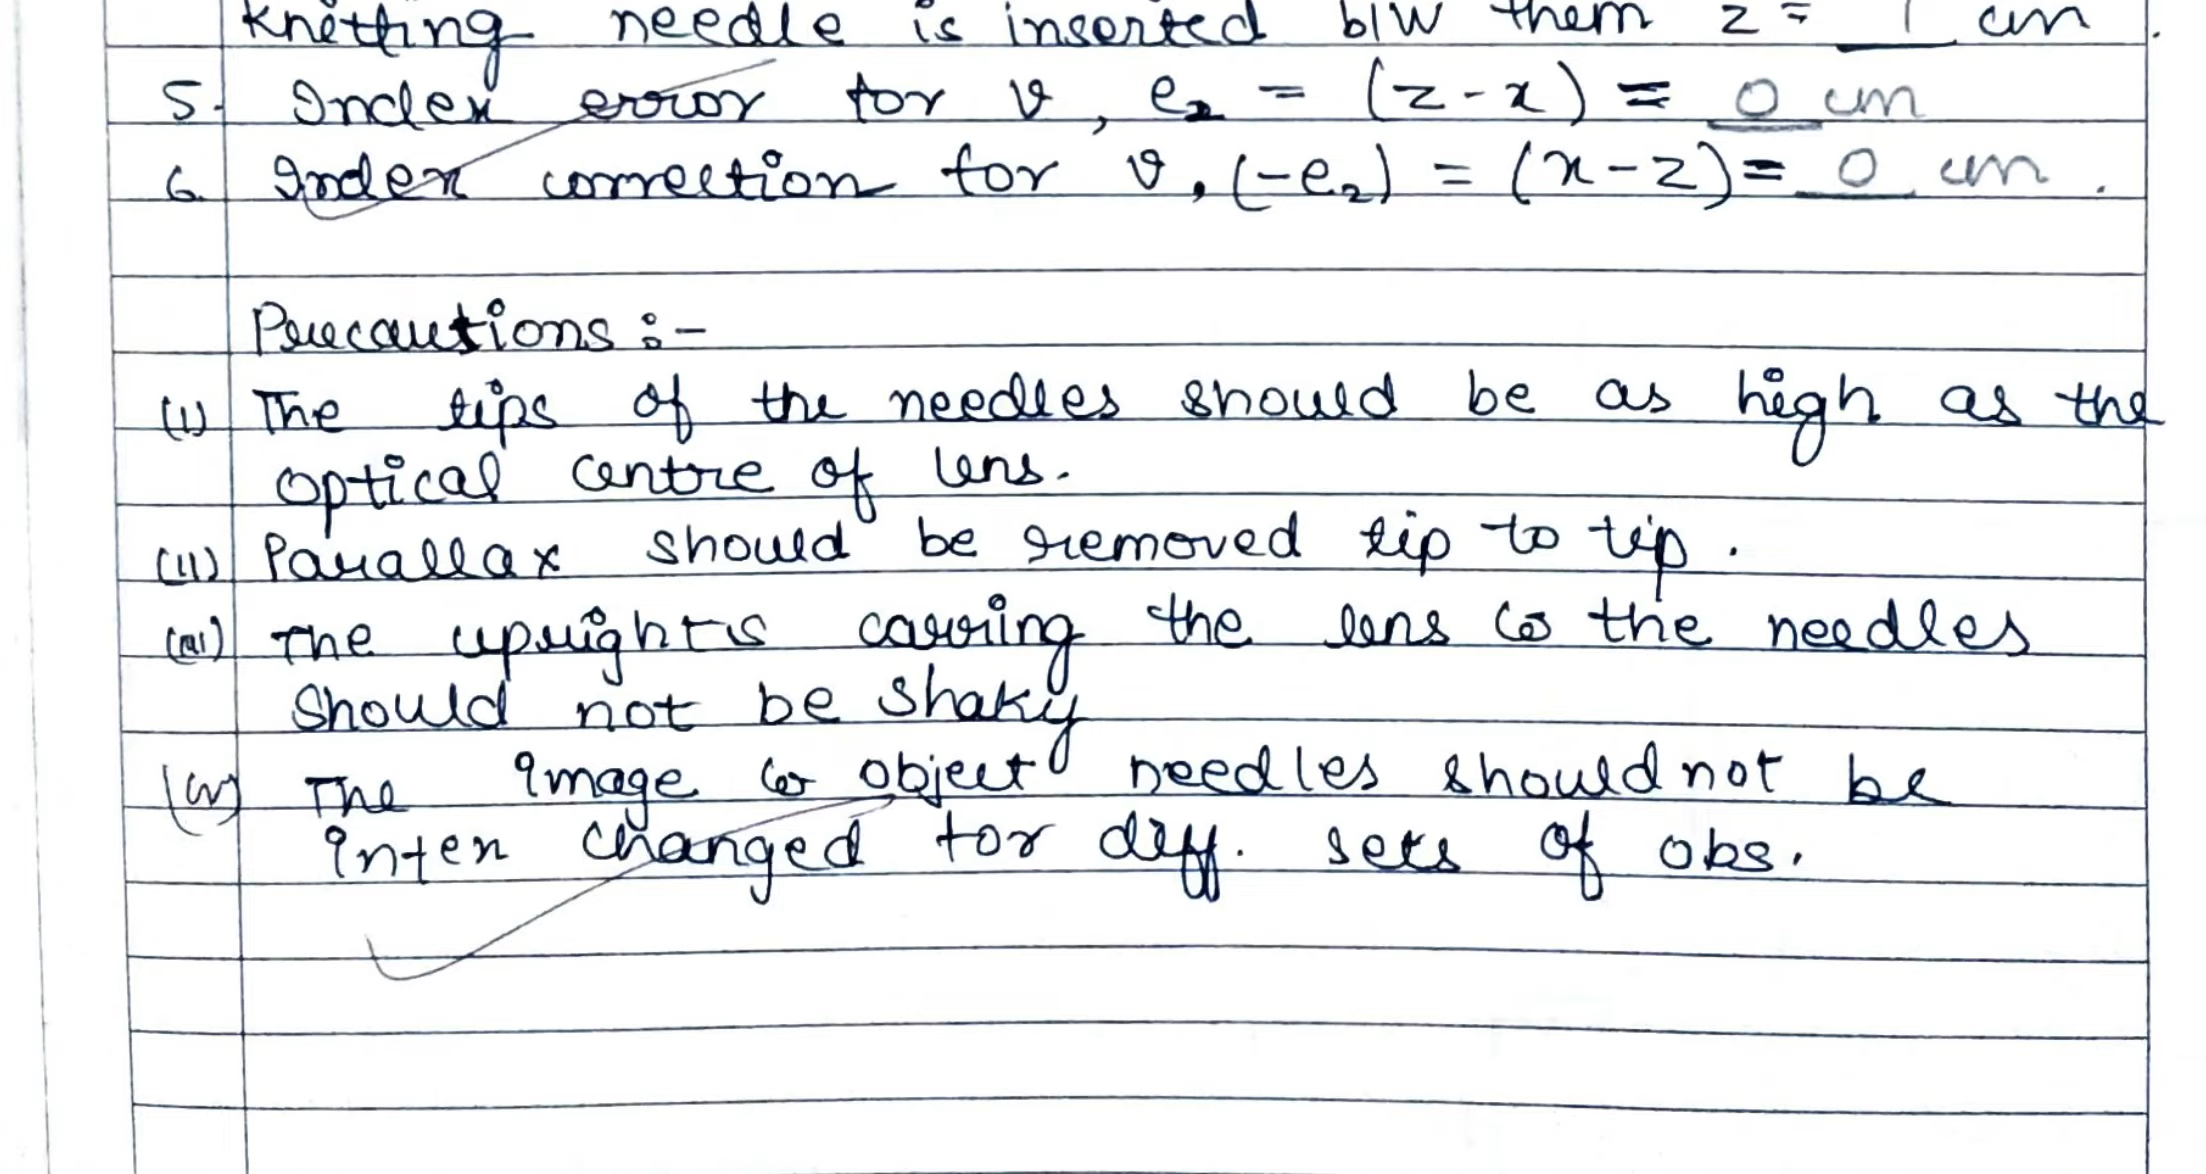 Knitting needle is inserted b/w them z = 1 cm.
5. Index error for v, e₂ = (z-x) = 0 cm
6. Index correction for v, (-e₂) = (x-z) = 0 cm.
Precautions :-
(i) The tips of the needles should be as high as the
optical centre of lens.
(ii) Parallax should be removed tip to tip.
(iii) The uprights carring the lens & the needles
should not be shaky
(iv) The image & object needles should not be
inter changed for diff. sets of obs.